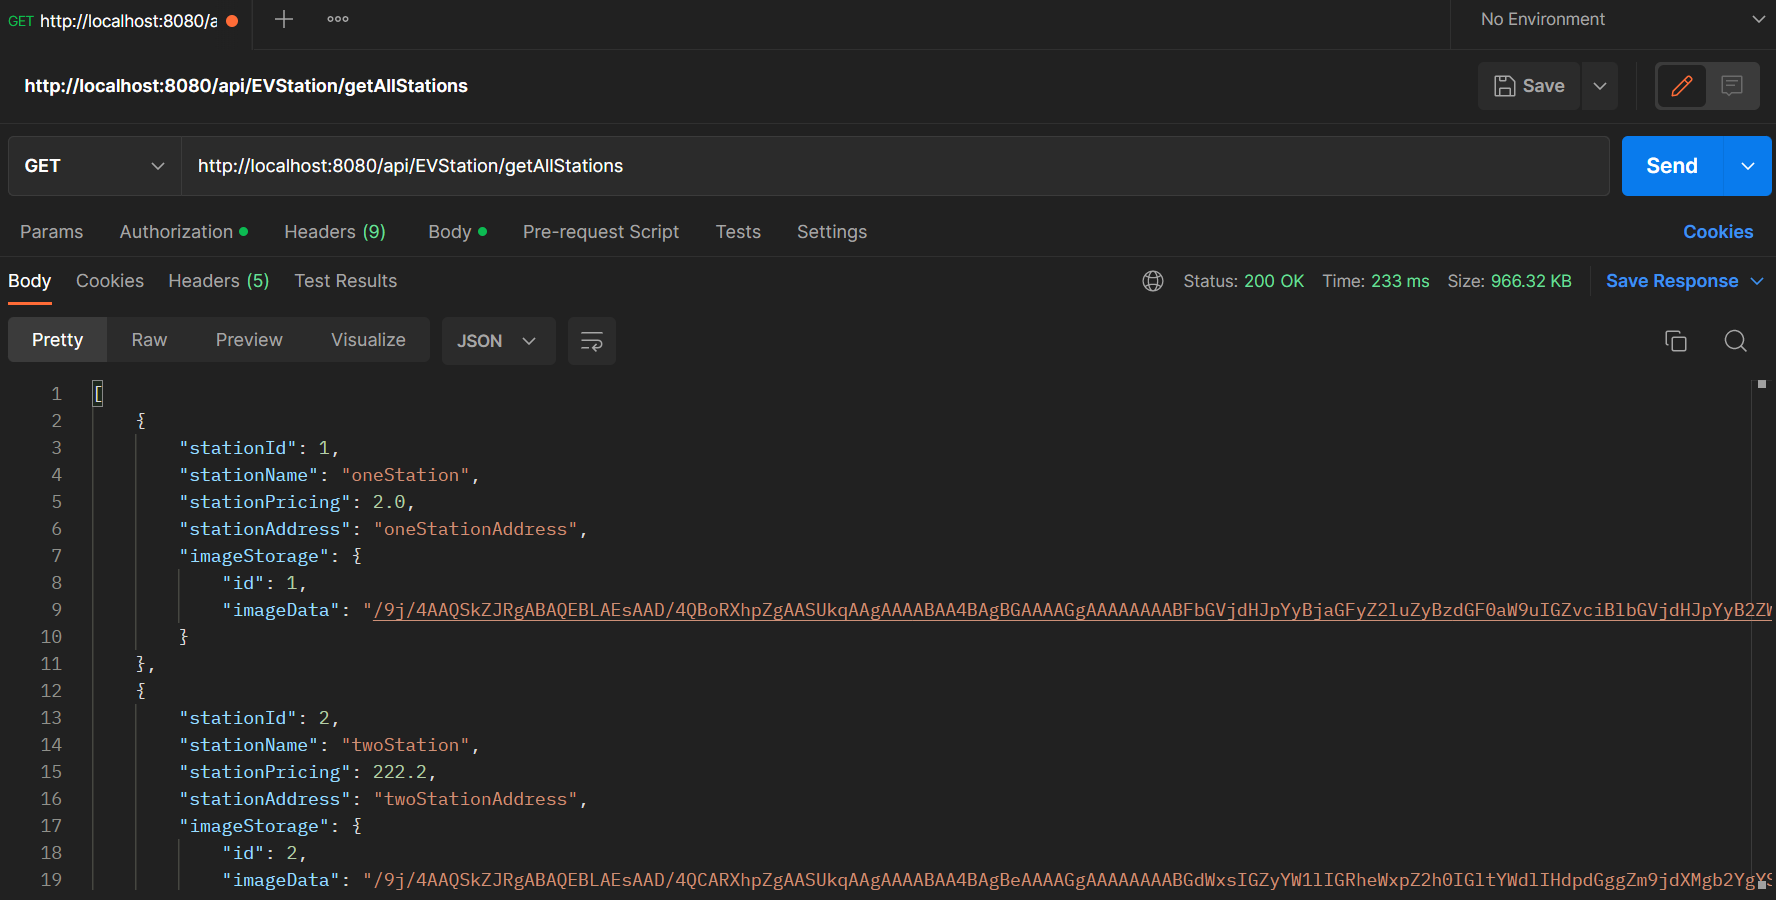 GET http://localhost:8080/a
No Environment
http://localhost:8080/api/EVStation/getAllStations
Save
GET
http://localhost:8080/api/EVStation/getAllStations
Send
Params Authorization Headers (9) Body Pre-request Script Tests Settings Cookies
Body Cookies Headers (5) Test Results Status: 200 OK Time: 233 ms Size: 966.32 KB Save Response
Pretty Raw Preview Visualize JSON
1 [
2 {
3 "stationId": 1,
4 "stationName": "oneStation",
5 "stationPricing": 2.0,
6 "stationAddress": "oneStationAddress",
7 "imageStorage": {
8 "id": 1,
9 "imageData": "/9j/4AAQSkZJRgABAQEBLAEsAAD/4QBoRXhpZgAASUkqAAgAAAABAA4BAgBGAAAAGgAAAAAAAABFbGVjdHJpYyBjaGFyZ2luZyBzdGF0aW9uIGZvciBlbGVjdHJpYyB2ZW
10 }
11 },
12 {
13 "stationId": 2,
14 "stationName": "twoStation",
15 "stationPricing": 222.2,
16 "stationAddress": "twoStationAddress",
17 "imageStorage": {
18 "id": 2,
19 "imageData": "/9j/4AAQSkZJRgABAQEBLAEsAAD/4QCARXhpZgAASUkqAAgAAAABAA4BAgBeAAAAGgAAAAAAAABGdWxsIGZyYW1lIGRheWxpZ2h0IGltYWdlIHdpdGggZm9jdXMgb2YgYS